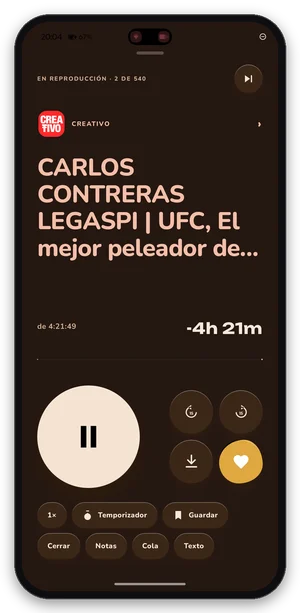 20:04 67%
EN REPRODUCCIÓN · 2 DE 540
CREA
TIVO
CREATIVO
CARLOS
CONTRERAS
LEGASPI | UFC, El
mejor peleador de...
de 4:21:49
-4h 21m
1×
Temporizador
Guardar
Cerrar
Notas
Cola
Texto